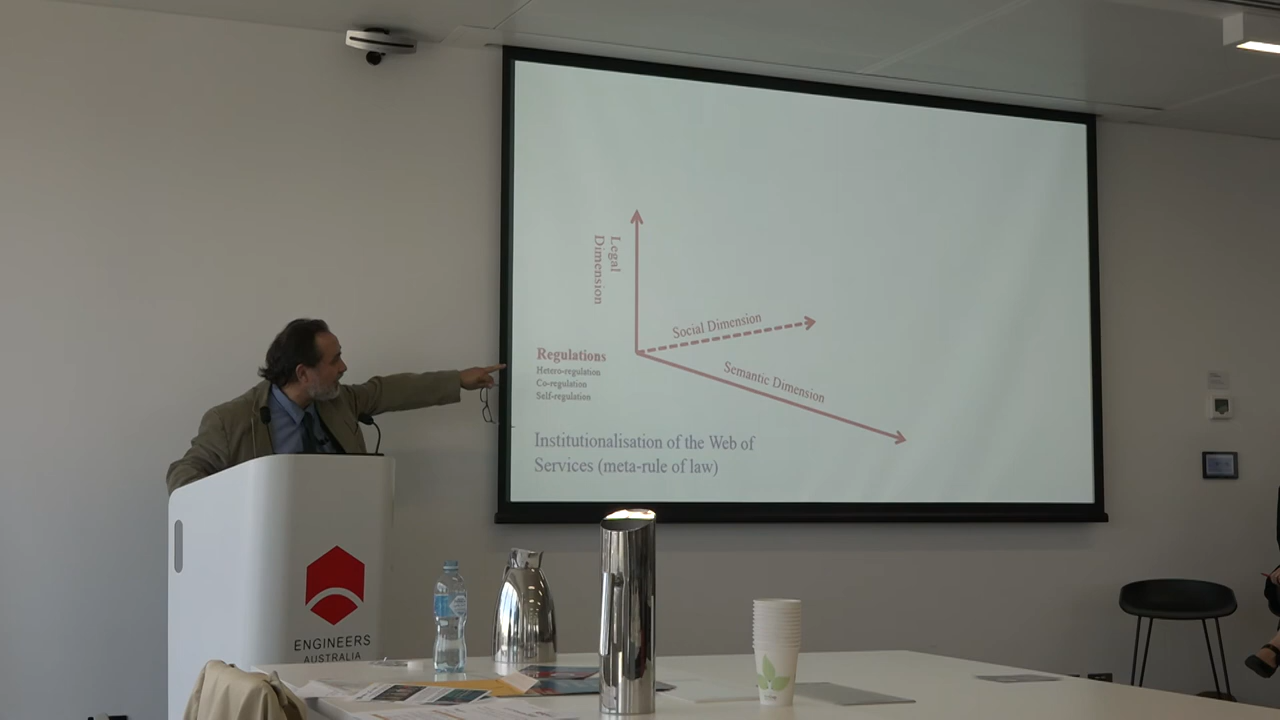 Legal
Dimension
Social Dimension
Semantic Dimension
Regulations
Hetero-regulation
Co-regulation
Self-regulation
Institutionalisation of the Web of
Services (meta-rule of law)
ENGINEERS
AUSTRALIA